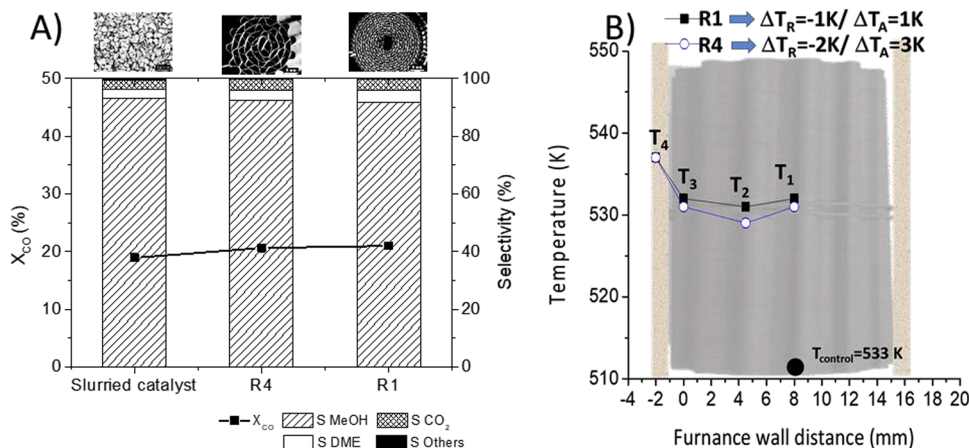 A)
50
40
30
20
10
0
X_CO (%)
100
80
60
40
20
0
Selectivity (%)
Slurried catalyst R4 R1
X_CO S MeOH S CO₂
S DME S Others
B)
R1 ΔT_R=-1K/ ΔT_A=1K
R4 ΔT_R=-2K/ ΔT_A=3K
550
540
530
520
510
Temperature (K)
T₄
T₃
T₂
T₁
T_control=533 K
-4 -2 0 2 4 6 8 10 12 14 16 18 20
Furnance wall distance (mm)